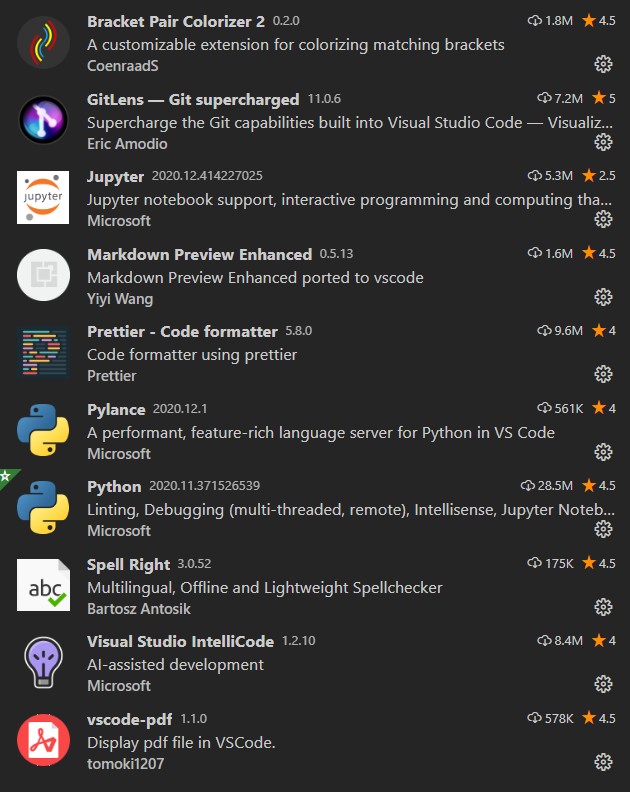 Bracket Pair Colorizer 2 0.2.0 1.8M 4.5
A customizable extension for colorizing matching brackets
CoenraadS
GitLens — Git supercharged 11.0.6 7.2M 5
Supercharge the Git capabilities built into Visual Studio Code — Visualiz...
Eric Amodio
jupyter
Jupyter 2020.12.414227025 5.3M 2.5
Jupyter notebook support, interactive programming and computing tha...
Microsoft
Markdown Preview Enhanced 0.5.13 1.6M 4.5
Markdown Preview Enhanced ported to vscode
Yiyi Wang
Prettier - Code formatter 5.8.0 9.6M 4
Code formatter using prettier
Prettier
Pylance 2020.12.1 561K 4
A performant, feature-rich language server for Python in VS Code
Microsoft
Python 2020.11.371526539 28.5M 4.5
Linting, Debugging (multi-threaded, remote), Intellisense, Jupyter Noteb...
Microsoft
abc
Spell Right 3.0.52 175K 4.5
Multilingual, Offline and Lightweight Spellchecker
Bartosz Antosik
Visual Studio IntelliCode 1.2.10 8.4M 4
AI-assisted development
Microsoft
vscode-pdf 1.1.0 578K 4.5
Display pdf file in VSCode.
tomoki1207